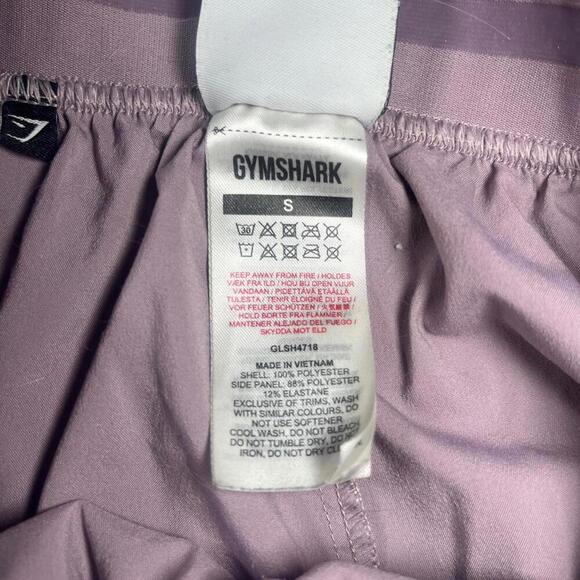 GYMSHARK
S
30
KEEP AWAY FROM FIRE / HOLDES
VÆK FRA ILD / HOU BIJ OPEN VUUR
VANDAAN / PIDETTÄVÄ ETÄÄLLÄ
TULESTA / TENIR ÉLOIGNÉ DU FEU /
VOR FEUER SCHÜTZEN /
HOLD BORTE FRA FLAMMER /
MANTENER ALEJADO DEL FUEGO /
SKYDDA MOT ELD
GLSH4718
MADE IN VIETNAM
SHELL: 100% POLYESTER
SIDE PANEL: 88% POLYESTER
12% ELASTANE
EXCLUSIVE OF TRIMS, WASH
WITH SIMILAR COLOURS, DO
NOT USE SOFTENER
COOL WASH, DO NOT BLEACH,
DO NOT TUMBLE DRY, DO NOT
IRON, DO NOT DRY